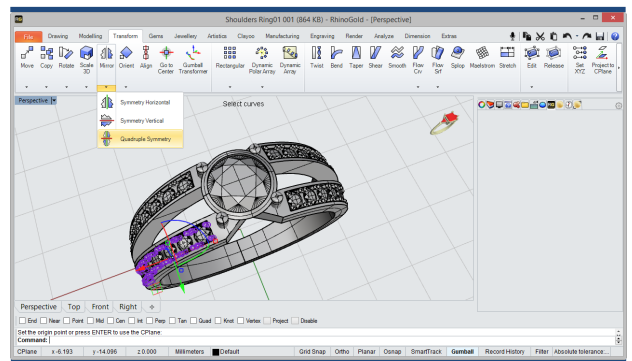 Shoulders Ring01 001 (864 KB) - RhinoGold - [Perspective]
File Drawing Modelling Transform Gems Jewellery Artistics Clayoo Manufacturing Engraving Render Analyze Dimension Extras
Move Copy Rotate Scale 3D Mirror Orient Align Go to Center Gumball Transformer Rectangular Dynamic Polar Array Dynamic Array Twist Bend Taper Shear Smooth Flow Crv Flow Srf Splop Maelstrom Stretch Edit Release Set XYZ Project to CPlane
Perspective
Select curves
Symmetry Horizontal
Symmetry Vertical
Quadruple Symmetry
Perspective Top Front Right
End Near Point Mid Cen Int Perp Tan Quad Knot Vertex Project Disable
Set the origin point or press ENTER to use the CPlane:
Command:
CPlane x -6.193 y -14.096 z 0.000 Millimeters Default Grid Snap Ortho Planar Osnap SmartTrack Gumball Record History Filter Absolute tolerance:...